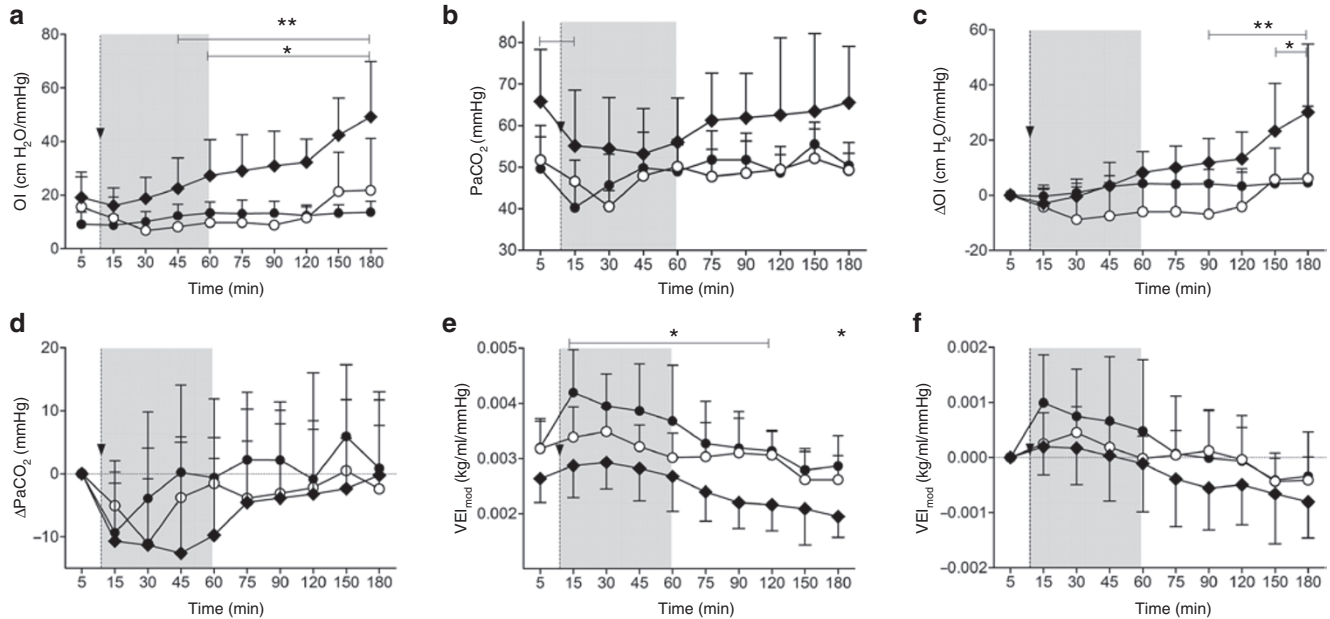 a
**
*
80
60
40
20
0
OI (cm H2O/mmHg)
5 15 30 45 60 75 90 120 150 180
Time (min)
b
80
70
60
50
40
30
PaCO2 (mmHg)
5 15 30 45 60 75 90 120 150 180
Time (min)
c
**
*
60
40
20
0
-20
ΔOI (cm H2O/mmHg)
5 15 30 45 60 75 90 120 150 180
Time (min)
d
20
10
0
-10
ΔPaCO2 (mmHg)
5 15 30 45 60 75 90 120 150 180
Time (min)
e
* *
0.005
0.004
0.003
0.002
VEImod (kg/ml/mmHg)
5 15 30 45 60 75 90 120 150 180
Time (min)
f
0.002
0.001
0.000
-0.001
-0.002
VEImod (kg/ml/mmHg)
5 15 30 45 60 75 90 120 150 180
Time (min)